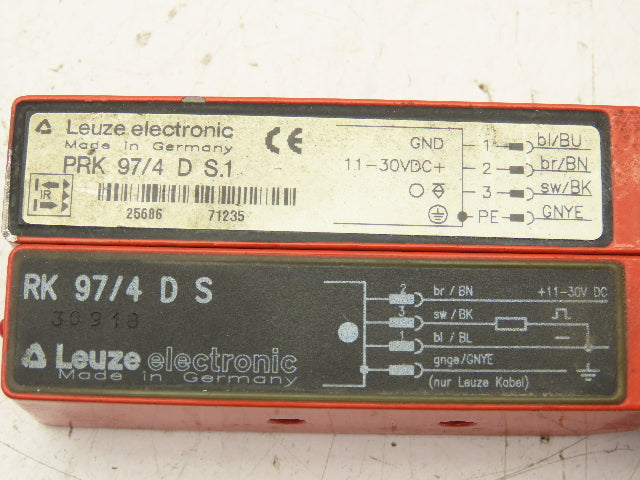 Leuze electronic
Made in Germany
PRK 97/4 D S.1
R
25686 71235
CE
GND 1 bl/BU
11-30VDC+ 2 br/BN
3 sw/BK
PE GNYE
RK 97/4 D S
30918
Leuze electronic
Made in Germany
2 br/BN +11-30V DC
3 sw/BK
1 bl/BL
gnge/GNYE
(nur Leuze Kabel)